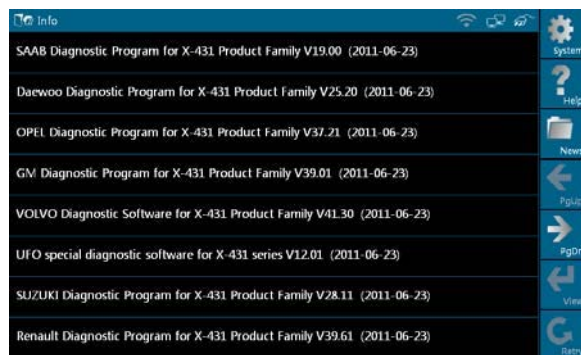 Info
SAAB Diagnostic Program for X-431 Product Family V19.00 (2011-06-23)
Daewoo Diagnostic Program for X-431 Product Family V25.20 (2011-06-23)
OPEL Diagnostic Program for X-431 Product Family V37.21 (2011-06-23)
GM Diagnostic Program for X-431 Product Family V39.01 (2011-06-23)
VOLVO Diagnostic Software for X-431 Product Family V41.30 (2011-06-23)
UFO special diagnostic software for X-431 series V12.01 (2011-06-23)
SUZUKI Diagnostic Program for X-431 Product Family V28.11 (2011-06-23)
Renault Diagnostic Program for X-431 Product Family V39.61 (2011-06-23)
System
Help
News
PgUp
PgDn
View